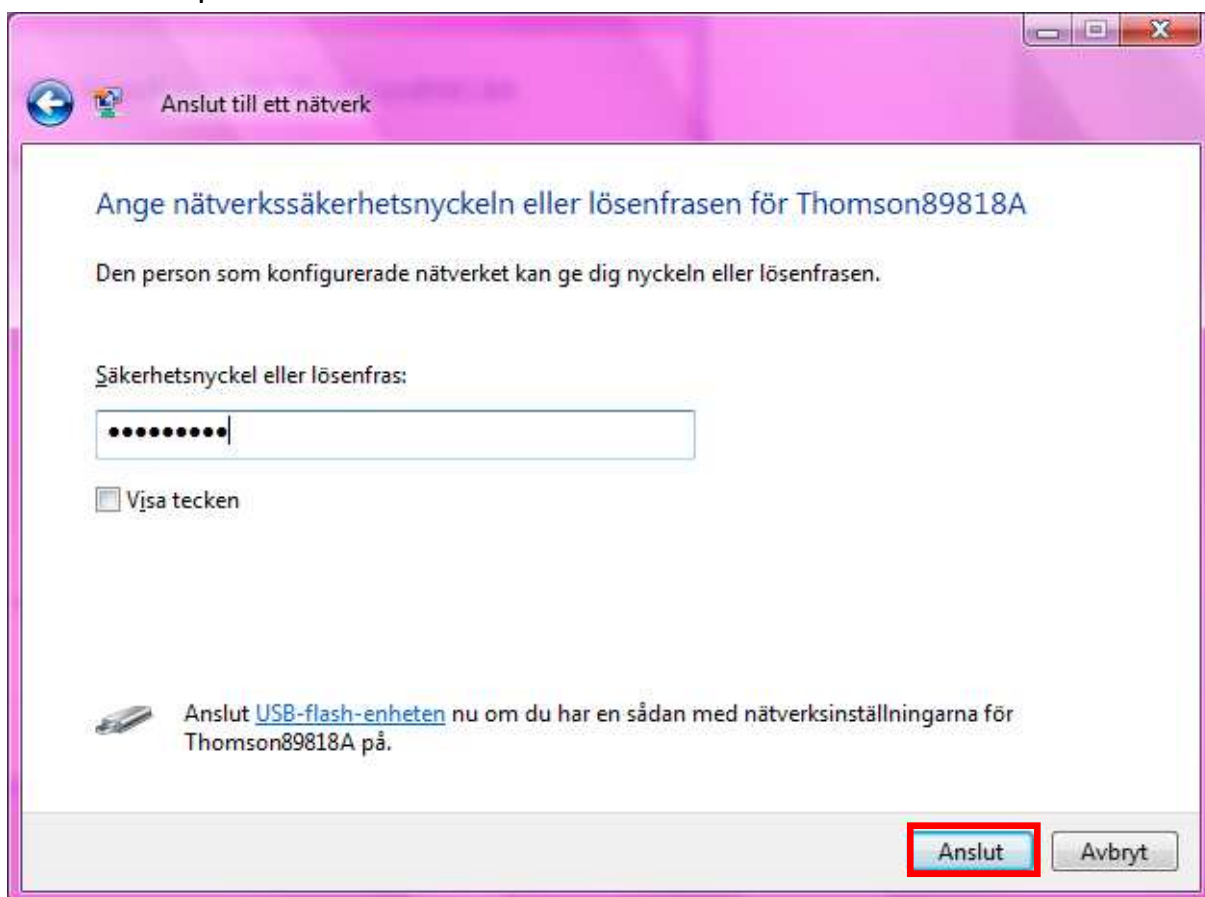 Anslut till ett nätverk
Ange nätverkssäkerhetsnyckeln eller lösenfrasen för Thomson89818A
Den person som konfigurerade nätverket kan ge dig nyckeln eller lösenfrasen.
Säkerhetsnyckel eller lösenfras:
•••••••••
Visa tecken
Anslut USB-flash-enheten nu om du har en sådan med nätverksinställningarna för
Thomson89818A på.
Anslut Avbryt